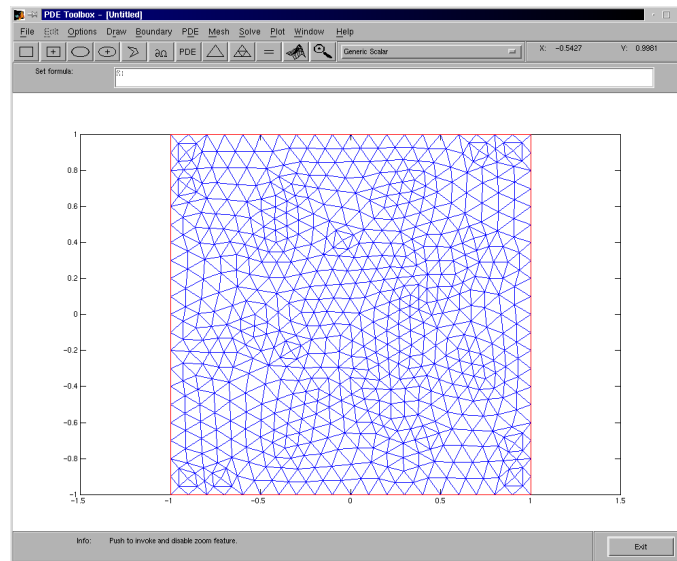 PDE Toolbox - [Untitled]
File Edit Options Draw Boundary PDE Mesh Solve Plot Window Help
∂Ω PDE = Generic Scalar X: -0.5427 Y: 0.9981
Set formula:
1
0.8
0.6
0.4
0.2
0
-0.2
-0.4
-0.6
-0.8
-1
-1.5 -1 -0.5 0 0.5 1 1.5
Info: Push to invoke and disable zoom feature. Exit